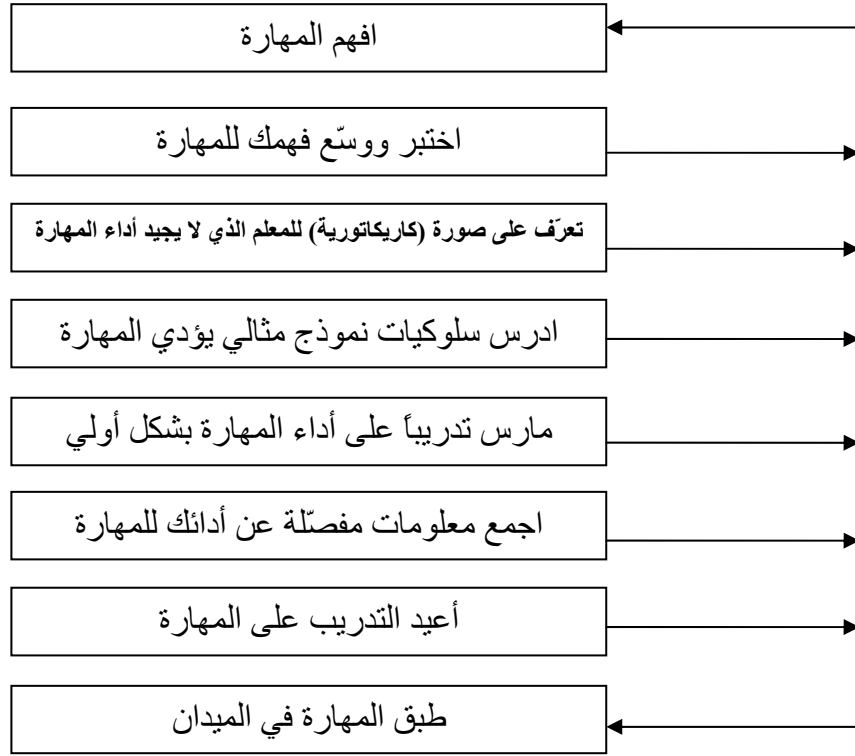 افهم المهارة
اختبر ووسّع فهمك للمهارة
تعرّف على صورة (كاريكاتورية) للمعلم الذي لا يجيد أداء المهارة
ادرس سلوكيات نموذج مثالي يؤدي المهارة
مارس تدريباً على أداء المهارة بشكل أولي
اجمع معلومات مفصّلة عن أدائك للمهارة
أعيد التدريب على المهارة
طبق المهارة في الميدان